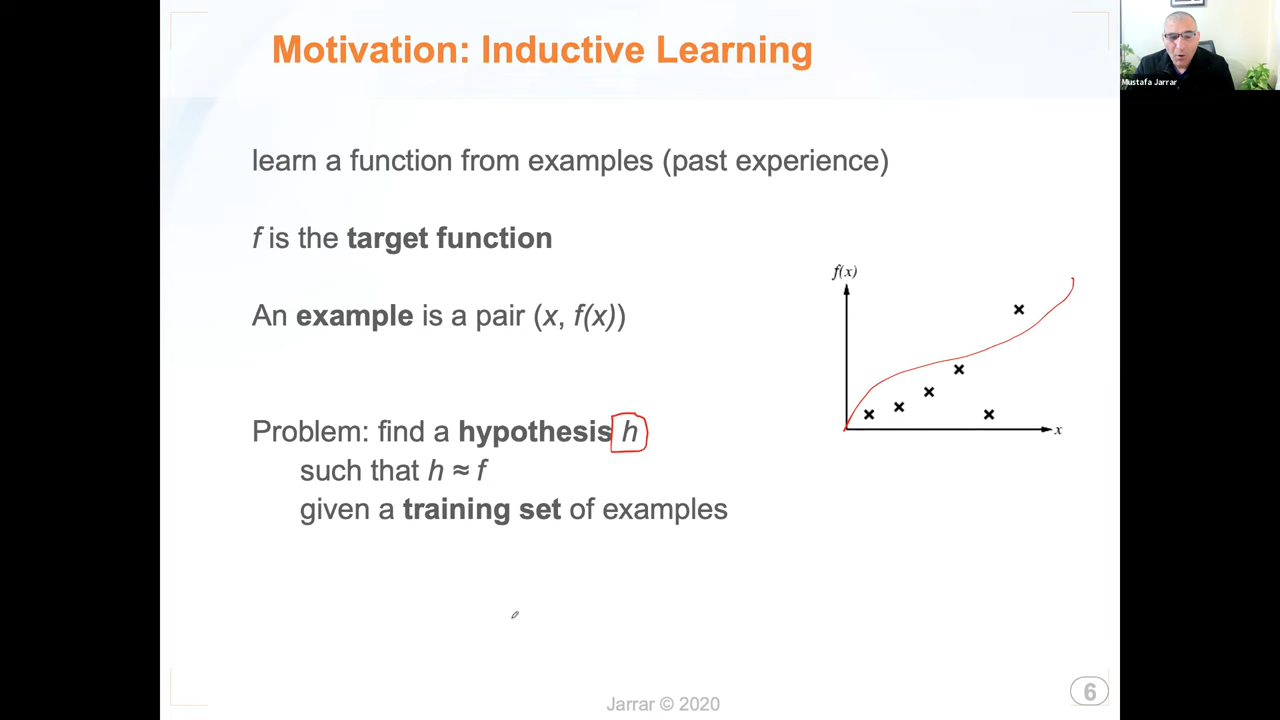 Motivation: Inductive Learning
Mustafa Jarrar
learn a function from examples (past experience)
f is the target function
An example is a pair (x, f(x))
f(x)
x
Problem: find a hypothesis h
such that h ≈ f
given a training set of examples
Jarrar © 2020
6